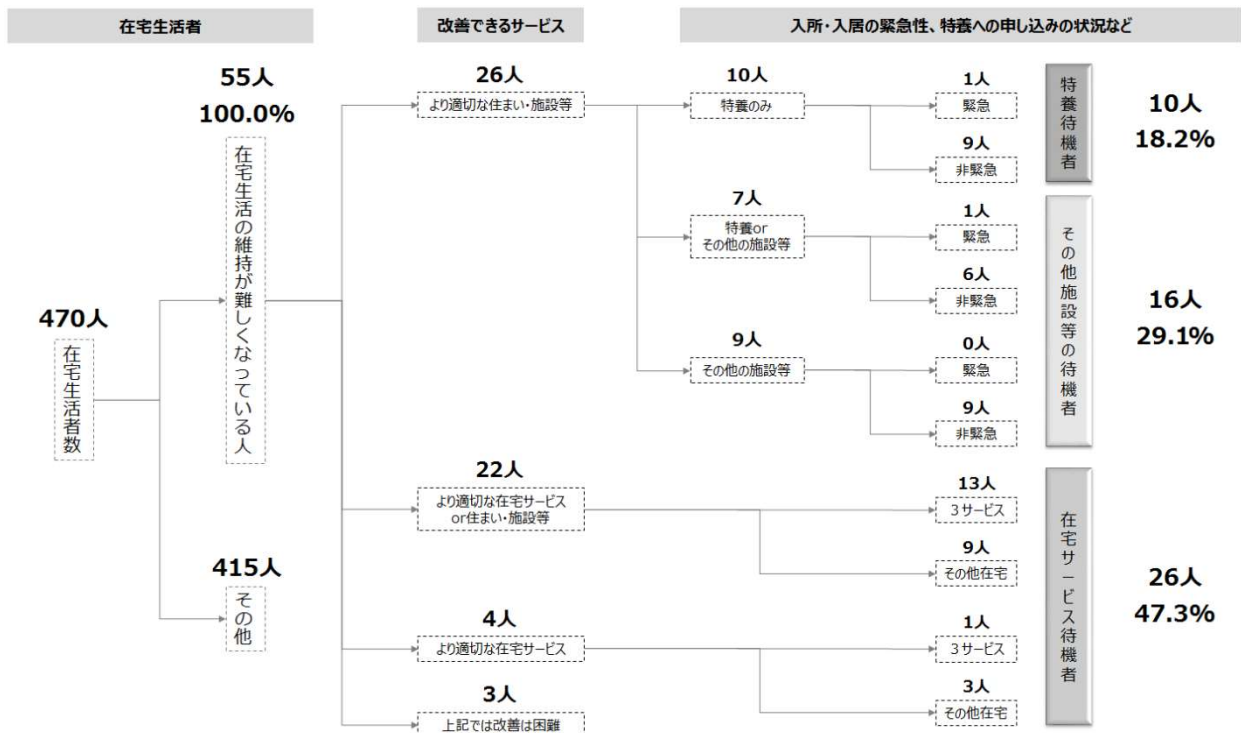 在宅生活者
改善できるサービス
入所・入居の緊急性、特養への申し込みの状況など
470人
在宅生活者数
55人
100.0%
在宅生活の維持が難しくなっている人
415人
その他
26人
より適切な住まい・施設等
10人
特養のみ
1人
緊急
9人
非緊急
7人
特養or
その他の施設等
1人
緊急
6人
非緊急
9人
その他の施設等
0人
緊急
9人
非緊急
22人
より適切な在宅サービス
or住まい・施設等
13人
3サービス
9人
その他在宅
4人
より適切な在宅サービス
1人
3サービス
3人
その他在宅
3人
上記では改善は困難
特養待機者
10人
18.2%
その他施設等の待機者
16人
29.1%
在宅サービス待機者
26人
47.3%